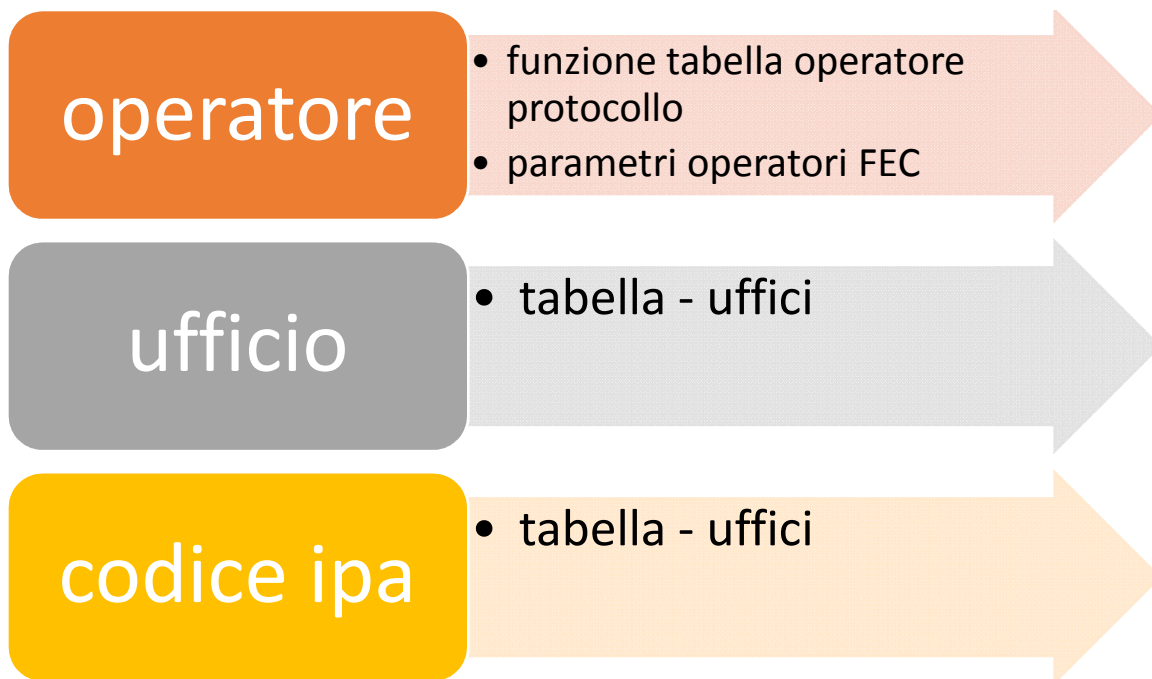 operatore
• funzione tabella operatore
protocollo
• parametri operatori FEC
ufficio
• tabella - uffici
codice ipa
• tabella - uffici